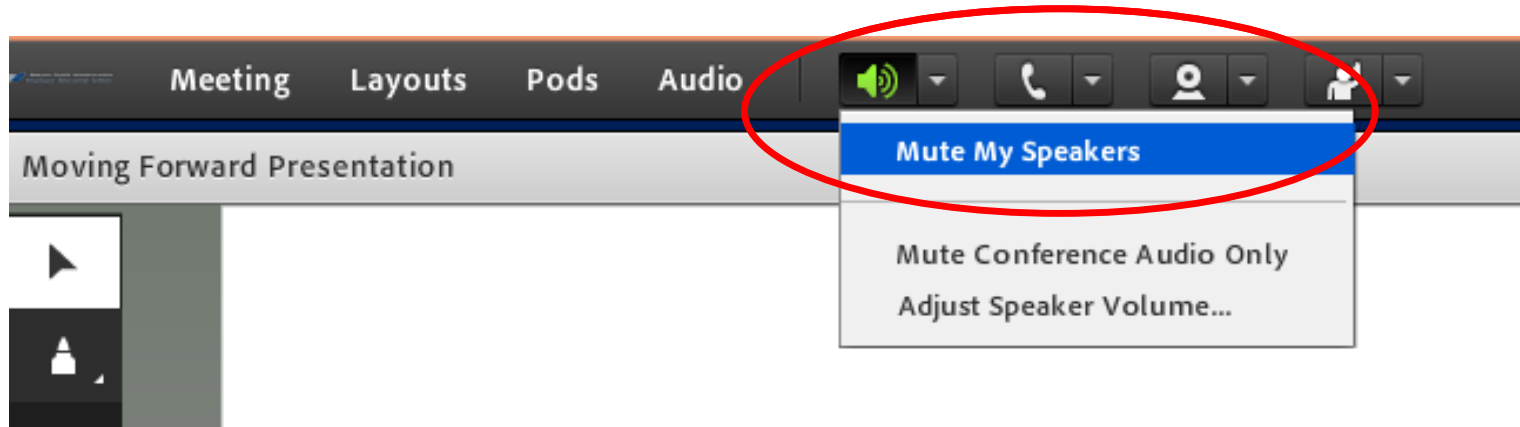 Meeting Layouts Pods Audio
Mute My Speakers
Moving Forward Presentation
Mute Conference Audio Only
Adjust Speaker Volume...